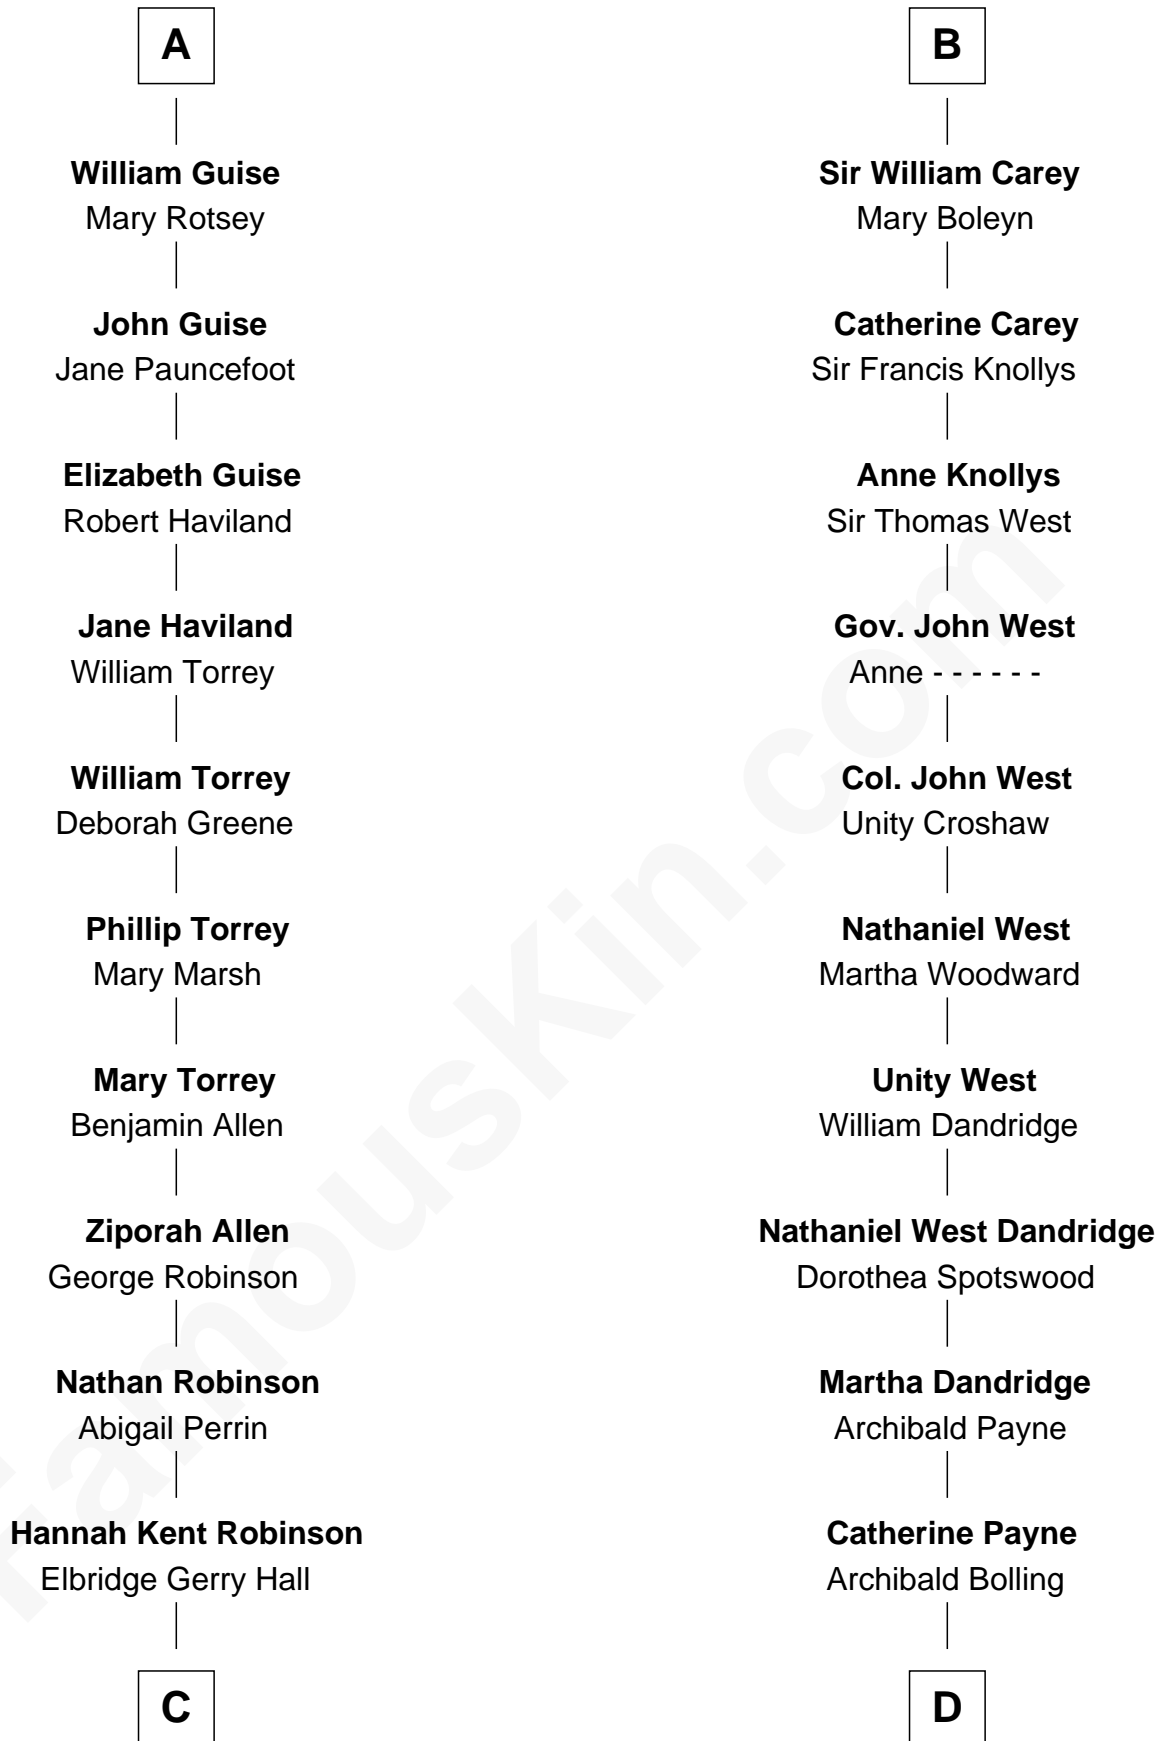 A
William Guise
Mary Rotsey
John Guise
Jane Pauncefoot
Elizabeth Guise
Robert Haviland
Jane Haviland
William Torrey
William Torrey
Deborah Greene
Phillip Torrey
Mary Marsh
Mary Torrey
Benjamin Allen
Ziporah Allen
George Robinson
Nathan Robinson
Abigail Perrin
Hannah Kent Robinson
Elbridge Gerry Hall
C
B
Sir William Carey
Mary Boleyn
Catherine Carey
Sir Francis Knollys
Anne Knollys
Sir Thomas West
Gov. John West
Anne - - - - - -
Col. John West
Unity Croshaw
Nathaniel West
Martha Woodward
Unity West
William Dandridge
Nathaniel West Dandridge
Dorothea Spotswood
Martha Dandridge
Archibald Payne
Catherine Payne
Archibald Bolling
D
famouskin.com